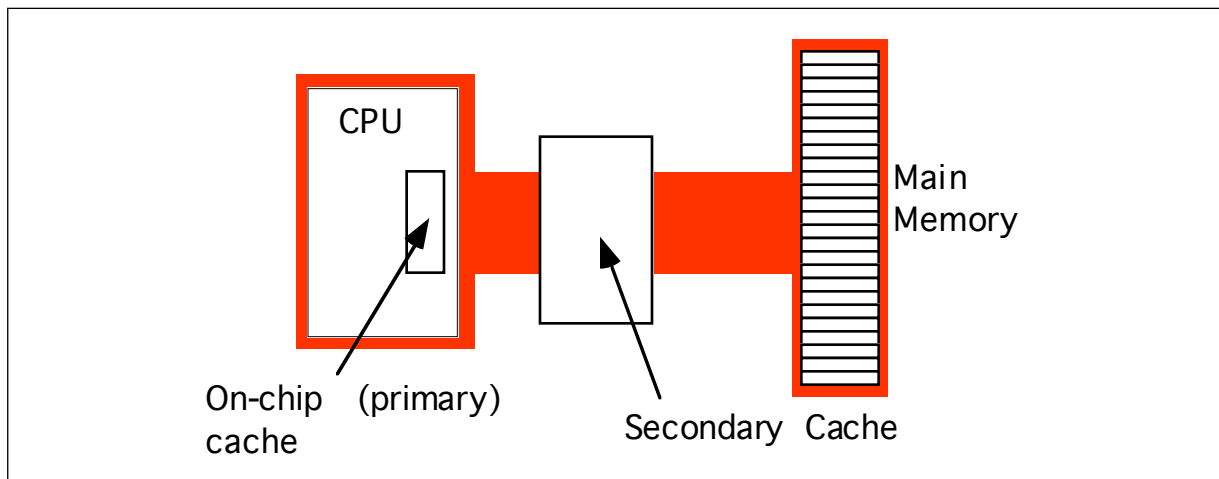 CPU
Main
Memory
On-chip (primary)
cache
Secondary Cache